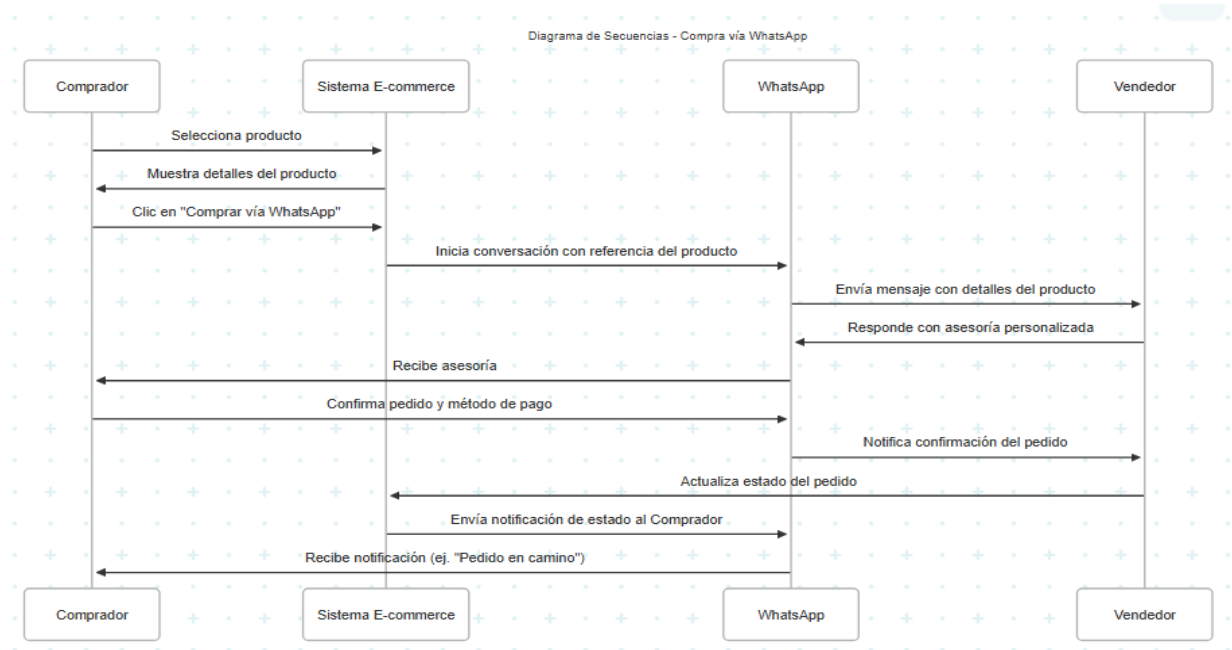 Diagrama de Secuencias - Compra vía WhatsApp
Comprador
Sistema E-commerce
WhatsApp
Vendedor
Selecciona producto
Muestra detalles del producto
Clic en "Comprar vía WhatsApp"
Inicia conversación con referencia del producto
Envía mensaje con detalles del producto
Responde con asesoría personalizada
Recibe asesoría
Confirma pedido y método de pago
Notifica confirmación del pedido
Actualiza estado del pedido
Envía notificación de estado al Comprador
Recibe notificación (ej. "Pedido en camino")
Comprador
Sistema E-commerce
WhatsApp
Vendedor